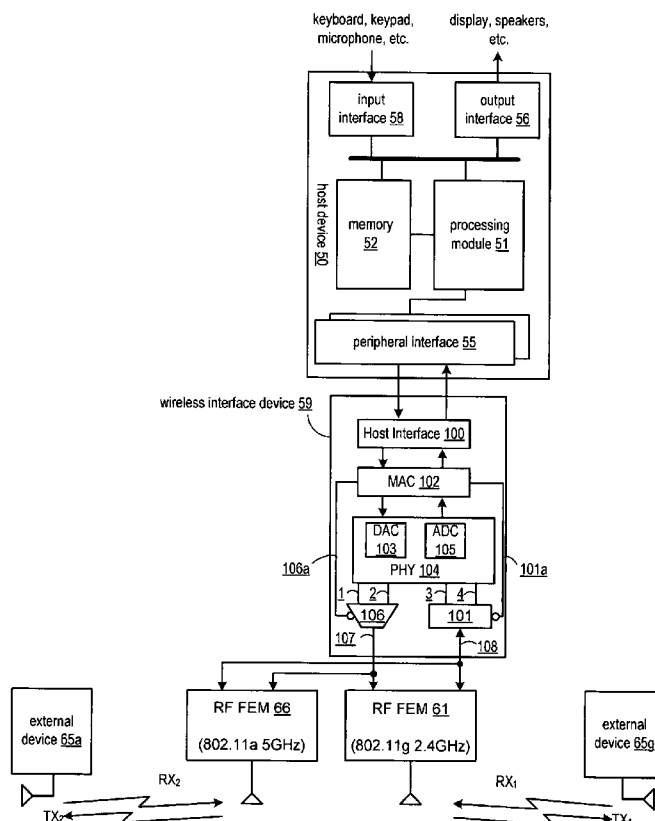 keyboard, keypad,
microphone, etc.
display, speakers,
etc.
input
interface 58
output
interface 56
host device 50
memory
52
processing
module 51
peripheral interface 55
wireless interface device 59
Host Interface 100
MAC 102
DAC
103
ADC
105
PHY 104
106a
101a
1
2
3
4
106
101
107
108
RF FEM 66
(802.11a 5GHz)
RF FEM 61
(802.11g 2.4GHz)
external
device 65a
external
device 65g
RX2
TX2
RX1
TX1